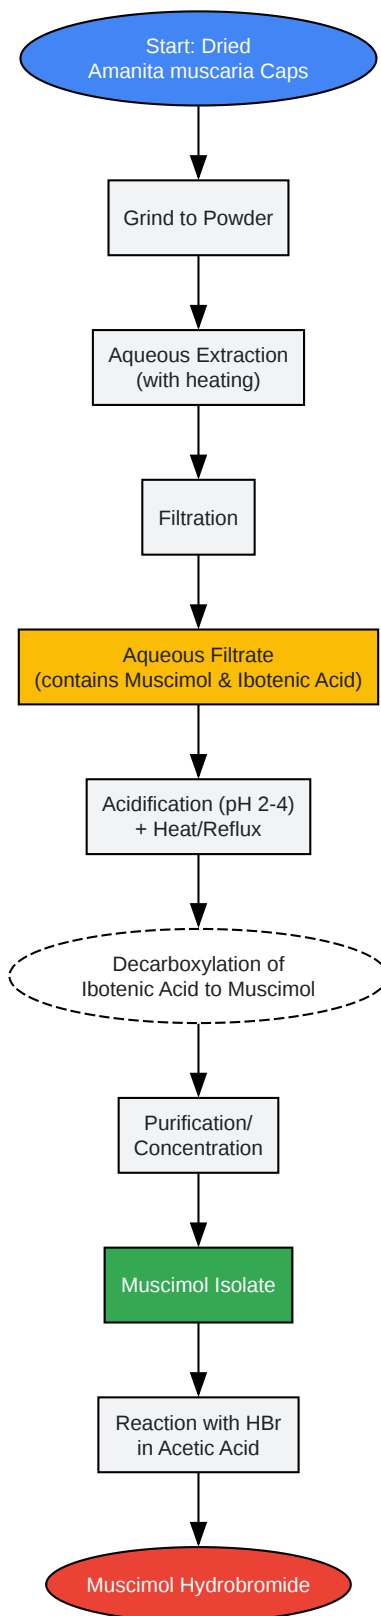 Start: Dried
Amanita muscaria Caps
Grind to Powder
Aqueous Extraction
(with heating)
Filtration
Aqueous Filtrate
(contains Muscimol & Ibotenic Acid)
Acidification (pH 2-4)
+ Heat/Reflux
Decarboxylation of
Ibotenic Acid to Muscimol
Purification/
Concentration
Muscimol Isolate
Reaction with HBr
in Acetic Acid
Muscimol Hydrobromide